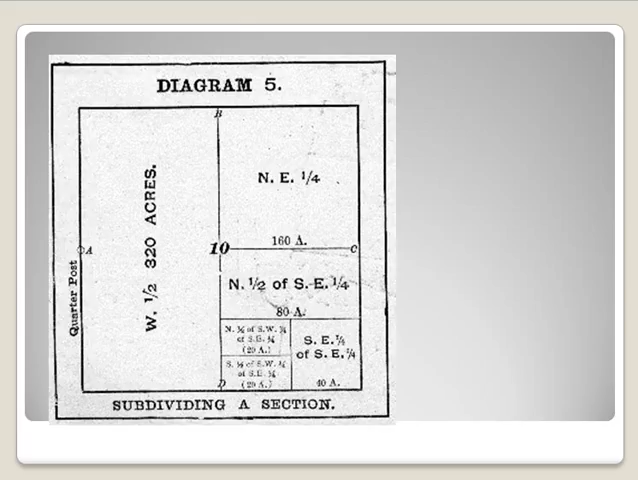 DIAGRAM 5.
B
W. 1/2 320 ACRES.
N. E. 1/4
160 A.
A
10
C
Quarter Post
N. 1/2 of S. E. 1/4
80 A.
N. ½ of S.W. ¼
of S.E. ¼
(20 A.)
S. E. 1/4
of S. E. 1/4
S. ½ of S.W. ¼
of S.E. ¼
(20 A.)
40 A.
D
SUBDIVIDING A SECTION.